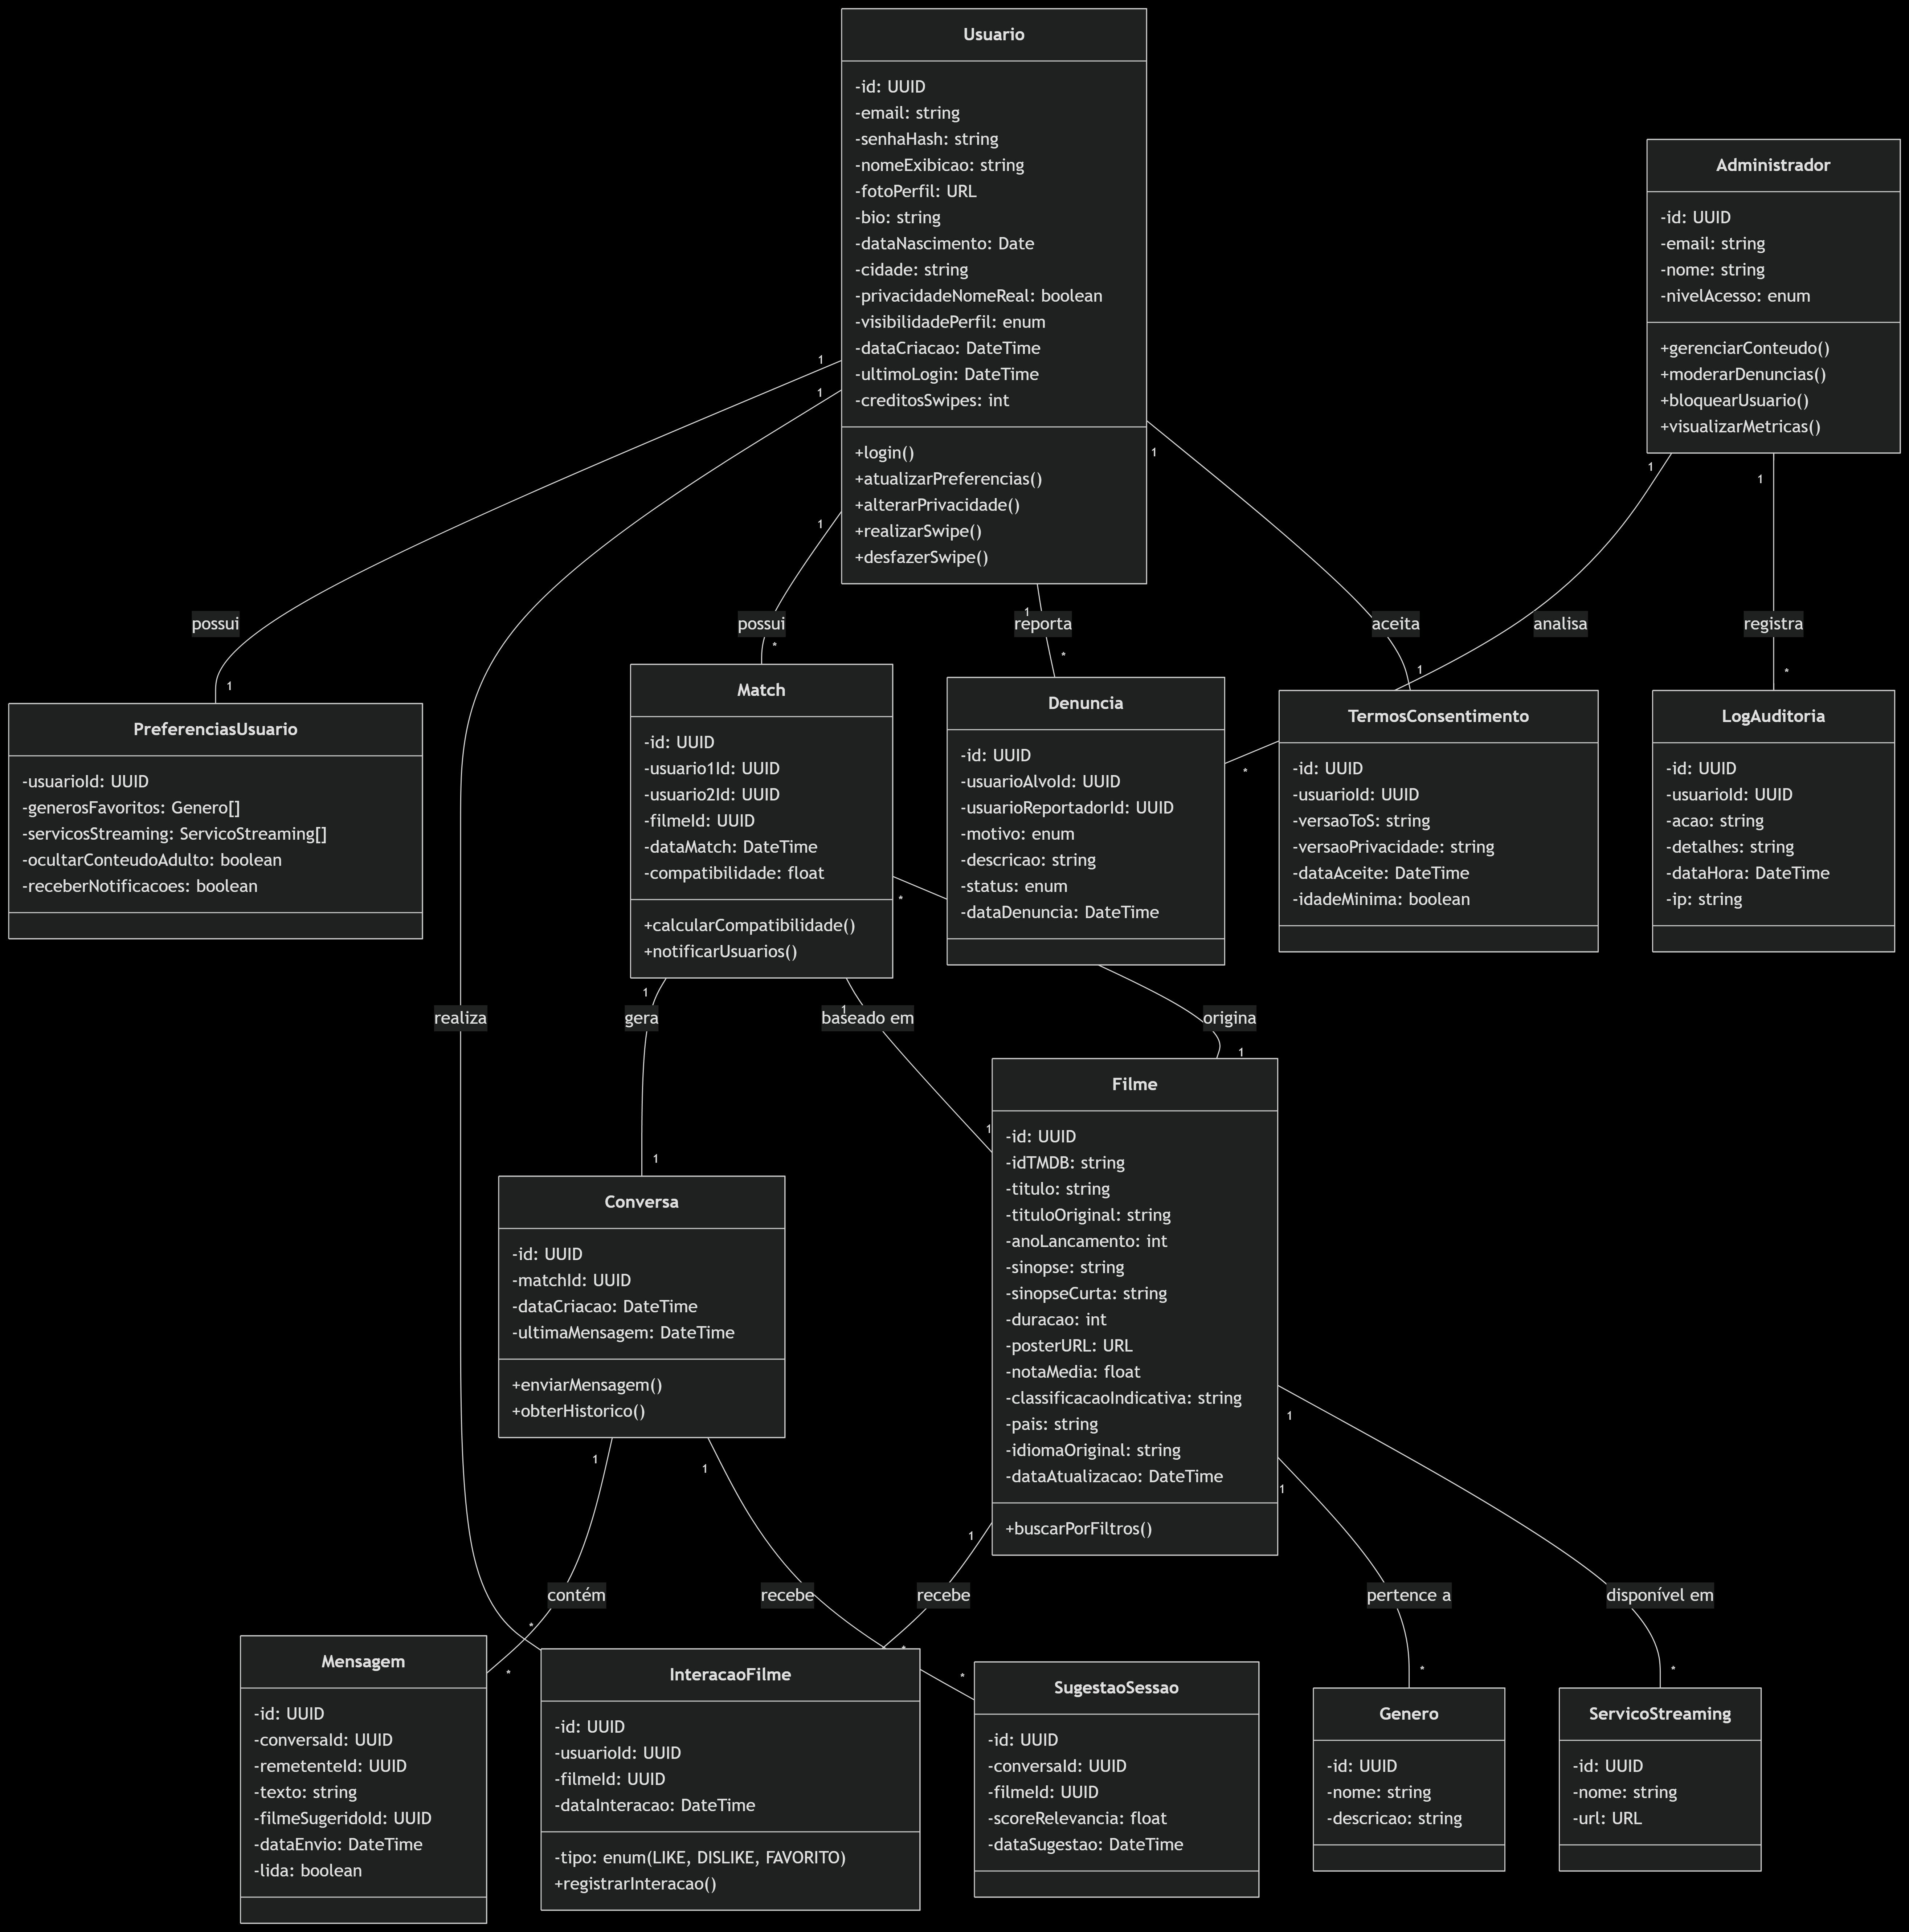 Usuario
-id: UUID
-email: string
-senhaHash: string
-nomeExibicao: string
-fotoPerfil: URL
-bio: string
-dataNascimento: Date
-cidade: string
-privacidadeNomeReal: boolean
-visibilidadePerfil: enum
-dataCriacao: DateTime
-ultimoLogin: DateTime
-creditosSwipes: int
+login()
+atualizarPreferencias()
+alterarPrivacidade()
+realizarSwipe()
+desfazerSwipe()
Administrador
-id: UUID
-email: string
-nome: string
-nivelAcesso: enum
+gerenciarConteudo()
+moderarDenuncias()
+bloquearUsuario()
+visualizarMetricas()
1
1
1
1
1
1
1
possui
possui
reporta
aceita
analisa
registra
1
*
*
1
*
PreferenciasUsuario
-usuarioId: UUID
-generosFavoritos: Genero[]
-servicosStreaming: ServicoStreaming[]
-ocultarConteudoAdulto: boolean
-receberNotificacoes: boolean
Match
-id: UUID
-usuario1Id: UUID
-usuario2Id: UUID
-filmeId: UUID
-dataMatch: DateTime
-compatibilidade: float
+calcularCompatibilidade()
+notificarUsuarios()
Denuncia
-id: UUID
-usuarioAlvoId: UUID
-usuarioReportadorId: UUID
-motivo: enum
-descricao: string
-status: enum
-dataDenuncia: DateTime
TermosConsentimento
-id: UUID
-usuarioId: UUID
-versaoToS: string
-versaoPrivacidade: string
-dataAceite: DateTime
-idadeMinima: boolean
LogAuditoria
-id: UUID
-usuarioId: UUID
-acao: string
-detalhes: string
-dataHora: DateTime
-ip: string
*
*
1
1
realiza
gera
baseado em
origina
1
1
1
Conversa
-id: UUID
-matchId: UUID
-dataCriacao: DateTime
-ultimaMensagem: DateTime
+enviarMensagem()
+obterHistorico()
Filme
-id: UUID
-idTMDB: string
-titulo: string
-tituloOriginal: string
-anoLancamento: int
-sinopse: string
-sinopseCurta: string
-duracao: int
-posterURL: URL
-notaMedia: float
-classificacaoIndicativa: string
-pais: string
-idiomaOriginal: string
-dataAtualizacao: DateTime
+buscarPorFiltros()
1
1
1
1
1
contém
recebe
recebe
pertence a
disponível em
*
*
*
*
*
*
Mensagem
-id: UUID
-conversaId: UUID
-remetenteId: UUID
-texto: string
-filmeSugeridoId: UUID
-dataEnvio: DateTime
-lida: boolean
InteracaoFilme
-id: UUID
-usuarioId: UUID
-filmeId: UUID
-dataInteracao: DateTime
-tipo: enum(LIKE, DISLIKE, FAVORITO)
+registrarInteracao()
SugestaoSessao
-id: UUID
-conversaId: UUID
-filmeId: UUID
-scoreRelevancia: float
-dataSugestao: DateTime
Genero
-id: UUID
-nome: string
-descricao: string
ServicoStreaming
-id: UUID
-nome: string
-url: URL